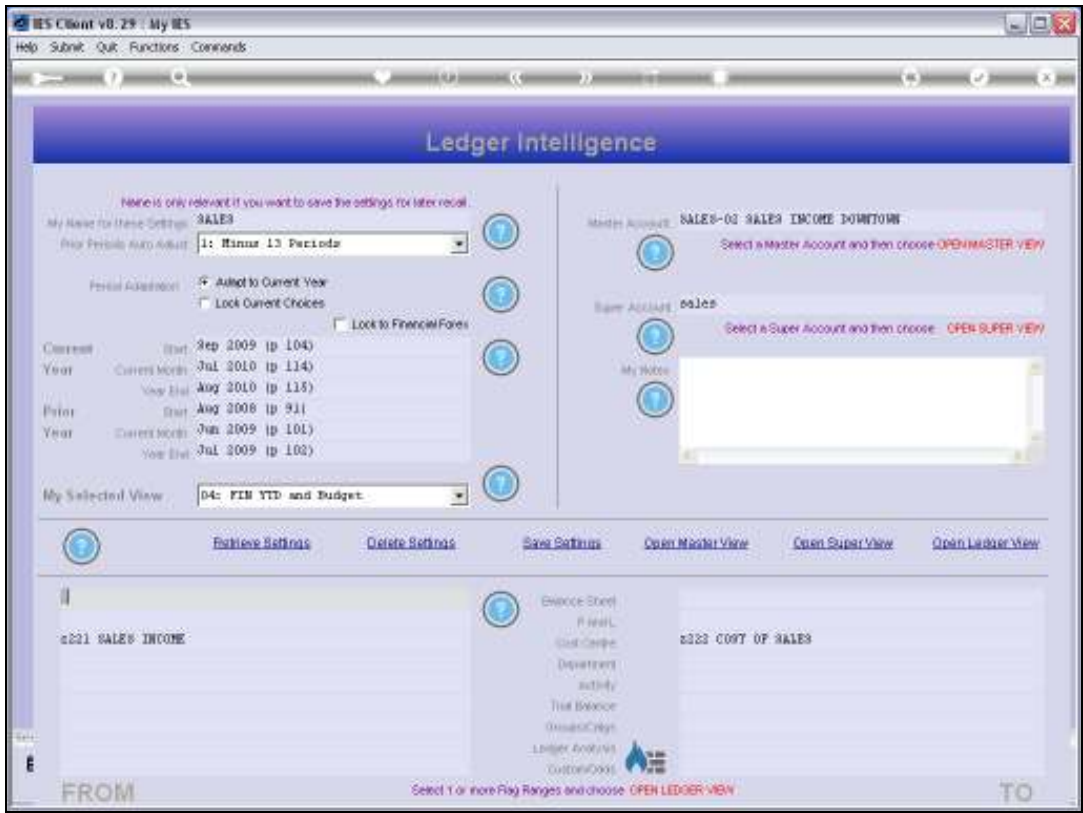 IES Client v8.29 : My IES
Help Submit Quit Functions Commands
Ledger Intelligence
Name is only relevant if you want to save the settings for later recall.
My Name for these Settings SALES
Prior Periods Auto Adjust 1: Minus 13 Periods
Period Adaptation Adapt to Current Year
Lock Current Choices
Lock to Financial Forex
Current Year Start Sep 2009 (p 104)
Current Month Jul 2010 (p 114)
Year End Aug 2010 (p 115)
Prior Year Start Aug 2008 (p 91)
Current Month Jun 2009 (p 101)
Year End Jul 2009 (p 102)
My Selected View 04: FIN YTD and Budget
Master Account SALES-02 SALES INCOME DOWNTOWN
Select a Master Account and then choose OPEN MASTER VIEW
Super Account sales
Select a Super Account and then choose OPEN SUPER VIEW
My Notes
Retrieve Settings Delete Settings Save Settings Open Master View Open Super View Open Ledger View
Balance Sheet
P and L
z221 SALES INCOME Cost Centre z222 COST OF SALES
Department
Activity
Trial Balance
Ledger Analysis
Custom/Odds
FROM Select 1 or more Flag Ranges and choose OPEN LEDGER VIEW TO